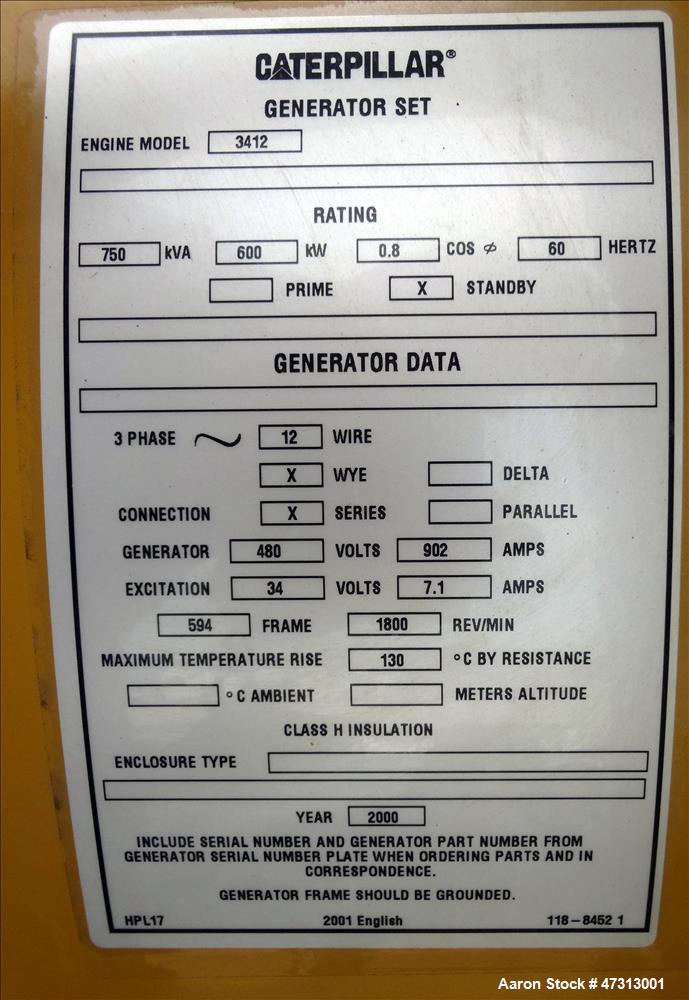 CATERPILLAR®
GENERATOR SET
ENGINE MODEL 3412
RATING
750 kVA 600 kW 0.8 COS ϕ 60 HERTZ
PRIME X STANDBY
GENERATOR DATA
3 PHASE 12 WIRE
X WYE DELTA
CONNECTION X SERIES PARALLEL
GENERATOR 480 VOLTS 902 AMPS
EXCITATION 34 VOLTS 7.1 AMPS
594 FRAME 1800 REV/MIN
MAXIMUM TEMPERATURE RISE 130 °C BY RESISTANCE
°C AMBIENT METERS ALTITUDE
CLASS H INSULATION
ENCLOSURE TYPE
YEAR 2000
INCLUDE SERIAL NUMBER AND GENERATOR PART NUMBER FROM
GENERATOR SERIAL NUMBER PLATE WHEN ORDERING PARTS AND IN
CORRESPONDENCE.
GENERATOR FRAME SHOULD BE GROUNDED.
HPL17 2001 English 118-8452 1
Aaron Stock # 47313001